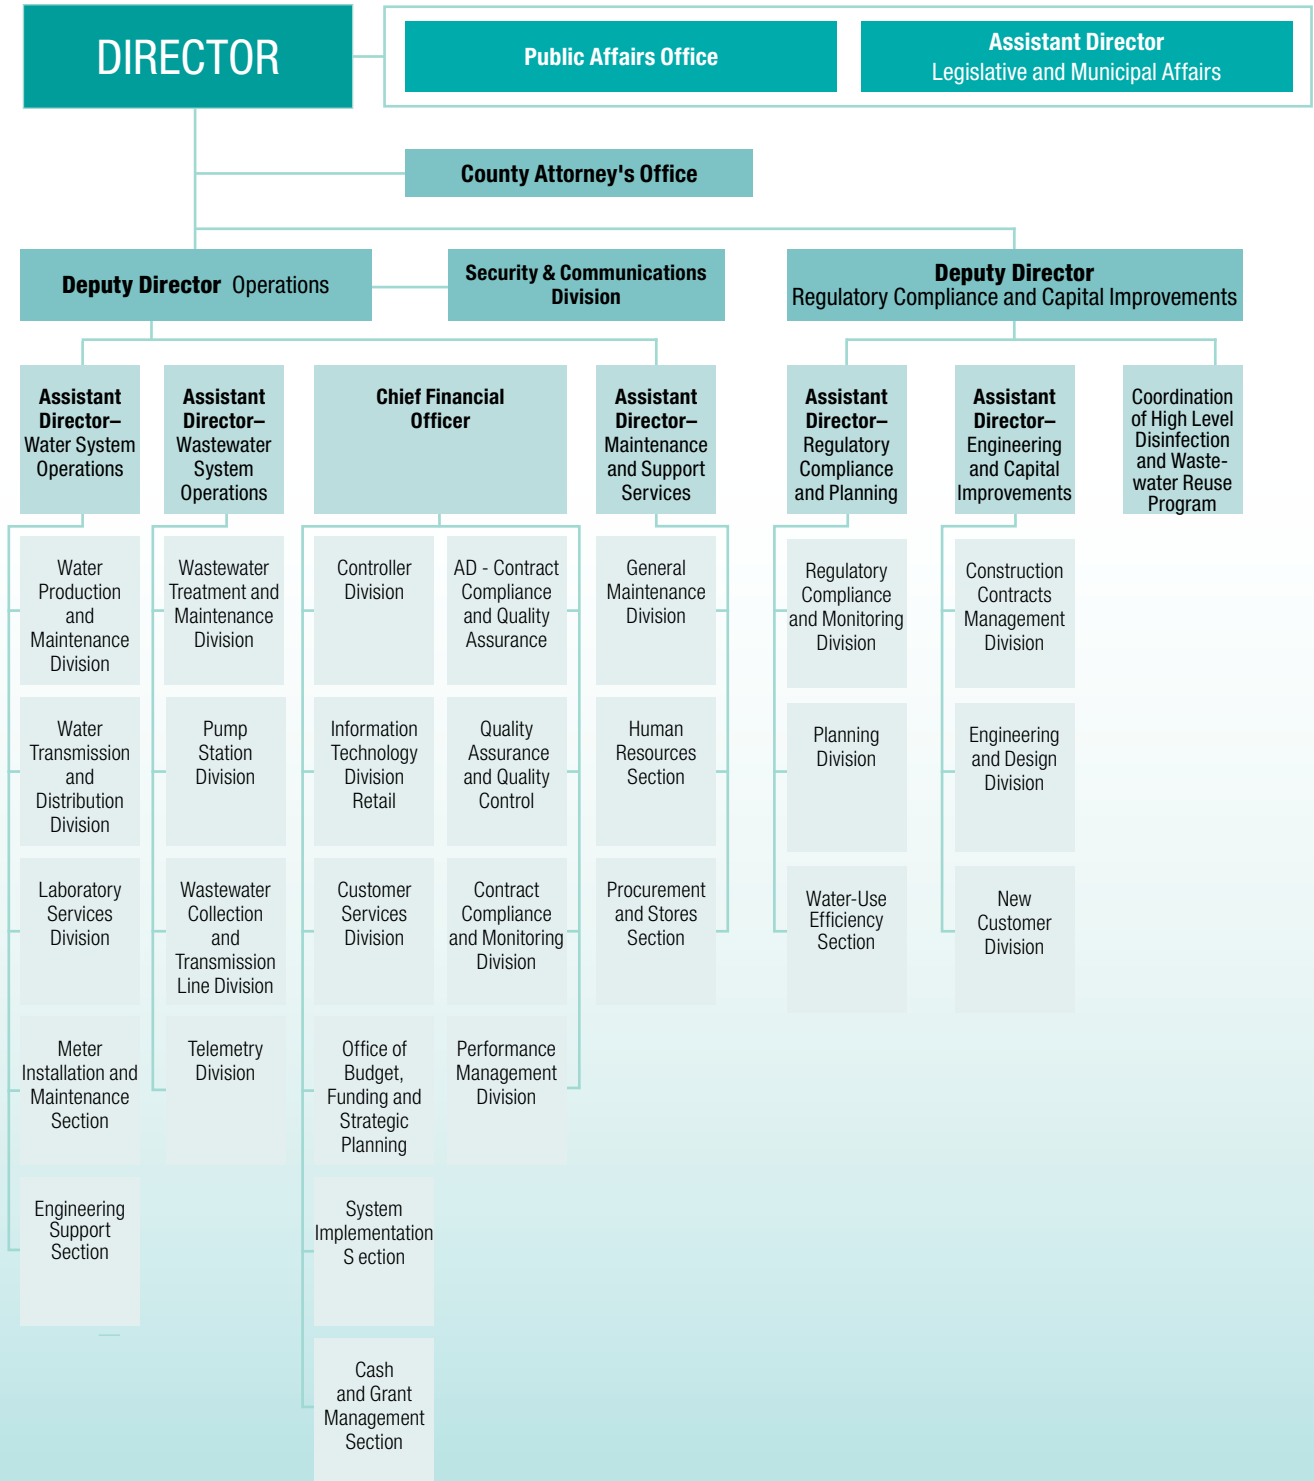 DIRECTOR
Public Affairs Office
Assistant Director
Legislative and Municipal Affairs
County Attorney's Office
Deputy Director Operations
Security & Communications
Division
Deputy Director
Regulatory Compliance and Capital Improvements
Assistant
Director–
Water System
Operations
Assistant
Director–
Wastewater
System
Operations
Chief Financial
Officer
Assistant
Director–
Maintenance
and Support
Services
Assistant
Director–
Regulatory
Compliance
and Planning
Assistant
Director–
Engineering
and Capital
Improvements
Coordination
of High Level
Disinfection
and Waste-
water Reuse
Program
Water
Production
and
Maintenance
Division
Wastewater
Treatment and
Maintenance
Division
Controller
Division
AD - Contract
Compliance
and Quality
Assurance
General
Maintenance
Division
Regulatory
Compliance
and Monitoring
Division
Construction
Contracts
Management
Division
Water
Transmission
and
Distribution
Division
Pump
Station
Division
Information
Technology
Division
Retail
Quality
Assurance
and Quality
Control
Human
Resources
Section
Planning
Division
Engineering
and Design
Division
Laboratory
Services
Division
Wastewater
Collection
and
Transmission
Line Division
Customer
Services
Division
Contract
Compliance
and Monitoring
Division
Procurement
and Stores
Section
Water-Use
Efficiency
Section
New
Customer
Division
Meter
Installation and
Maintenance
Section
Telemetry
Division
Office of
Budget,
Funding and
Strategic
Planning
Performance
Management
Division
Engineering
Support
Section
System
Implementation
S ection
Cash
and Grant
Management
Section